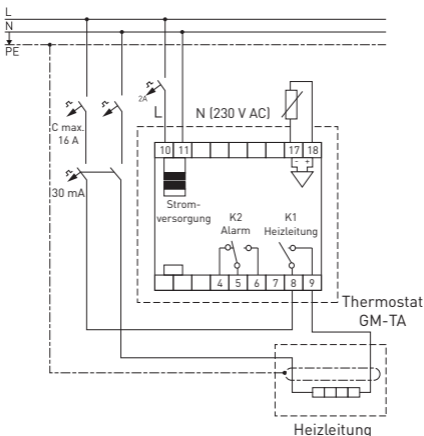 L
N
PE
2A
L N (230 V AC)
C max.
16 A
10 11 17 18
- +
30 mA
Strom-
versorgung
K2
Alarm
K1
Heizleitung
4 5 6 7 8 9
Thermostat
GM-TA
Heizleitung